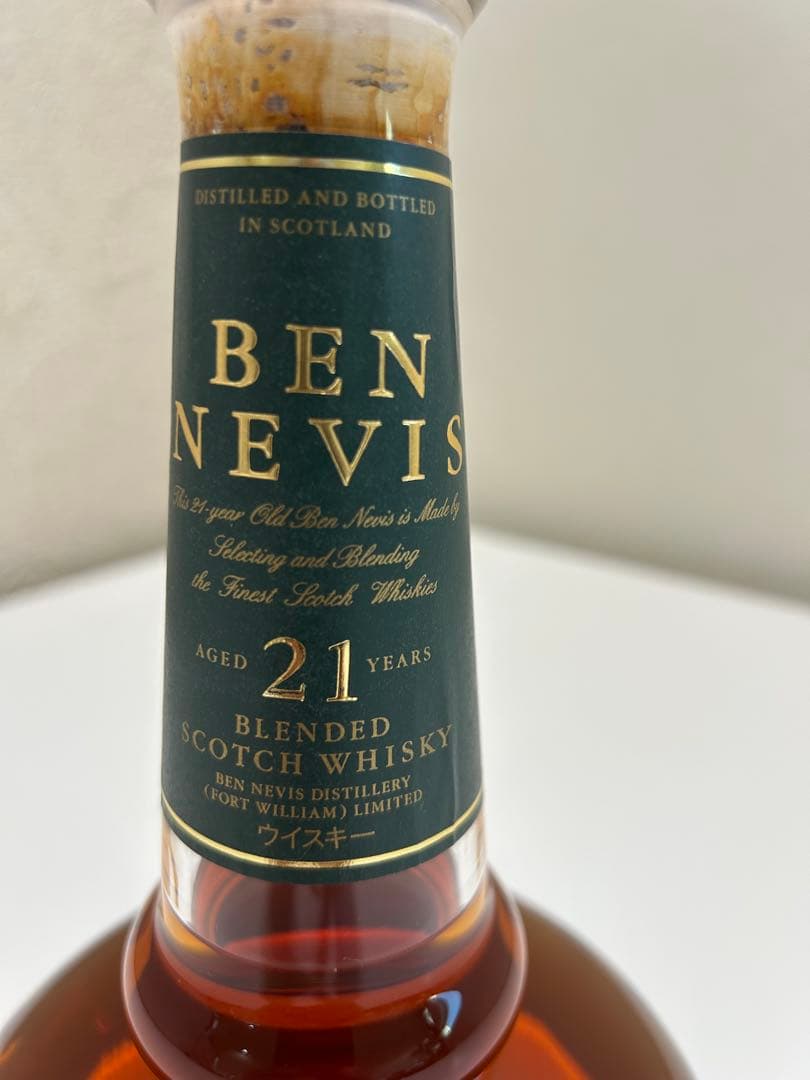 DISTILLED AND BOTTLED
IN SCOTLAND
BEN
NEVIS
This 21-year Old Ben Nevis is Made by
Selecting and Blending
the Finest Scotch Whiskies
AGED 21 YEARS
BLENDED
SCOTCH WHISKY
BEN NEVIS DISTILLERY
(FORT WILLIAM) LIMITED
ウイスキー